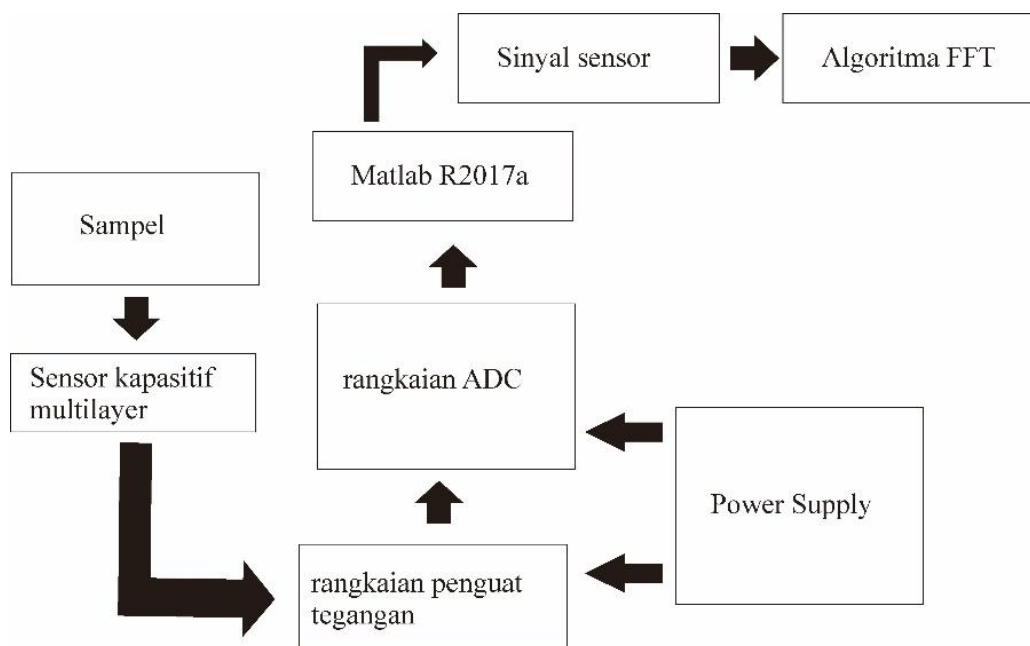 Sinyal sensor
Algoritma FFT
Matlab R2017a
Sampel
Sensor kapasitif
multilayer
rangkaian ADC
Power Supply
rangkaian penguat
tegangan